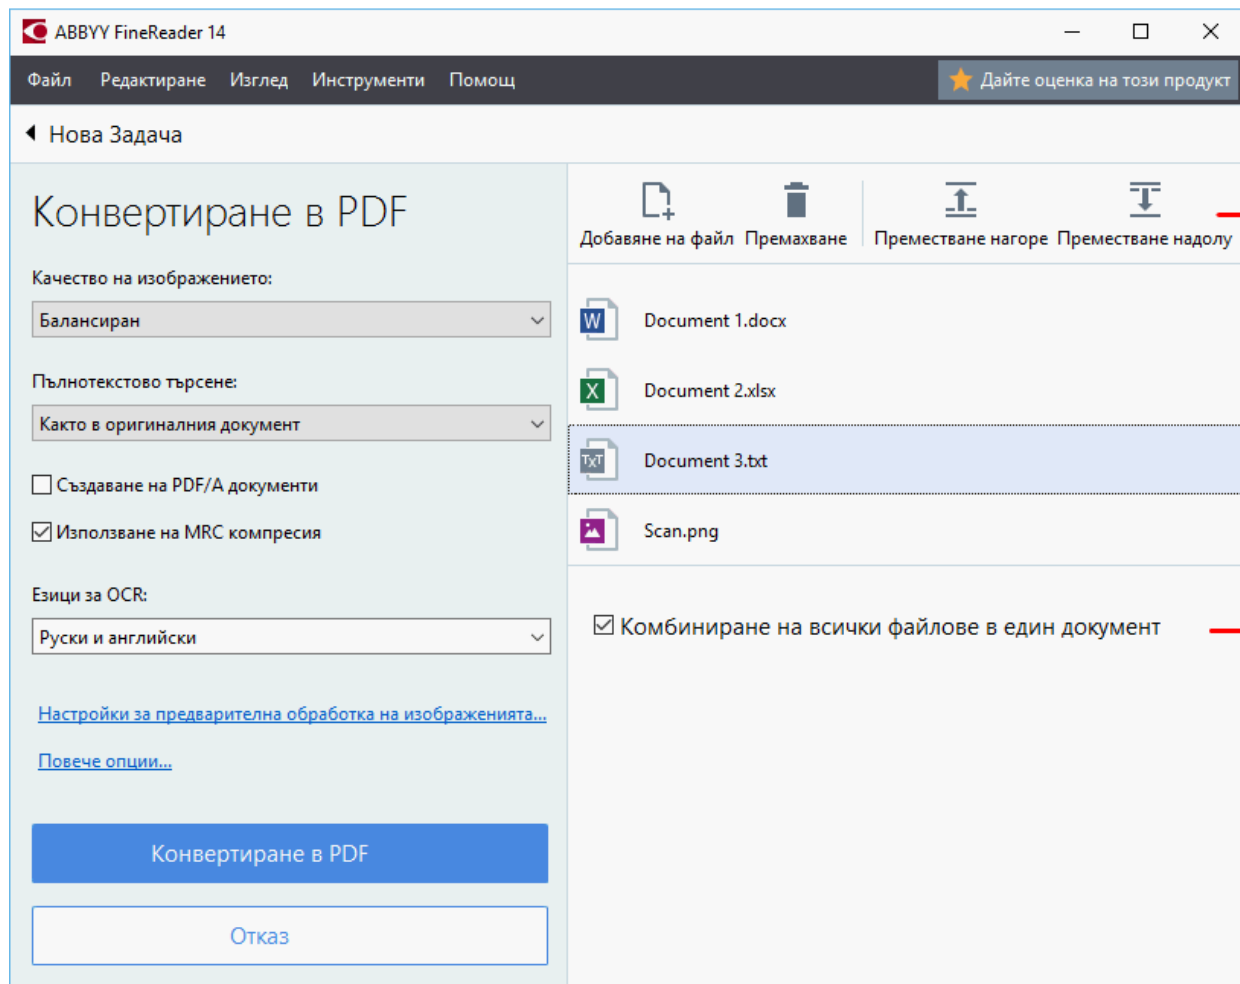 ABBYY FineReader 14
Файл Редактиране Изглед Инструменти Помощ Дайте оценка на този продукт
Нова Задача
Конвертиране в PDF
Качество на изображението:
Балансиран
Пълнотекстово търсене:
Както в оригиналния документ
Създаване на PDF/A документи
Използване на MRC компресия
Езици за OCR:
Руски и английски
Настройки за предварителна обработка на изображенията...
Повече опции...
Конвертиране в PDF
Отказ
Добавяне на файл Премахване Преместване нагоре Преместване надолу
Document 1.docx
Document 2.xlsx
TxT Document 3.txt
Scan.png
Комбиниране на всички файлове в един документ